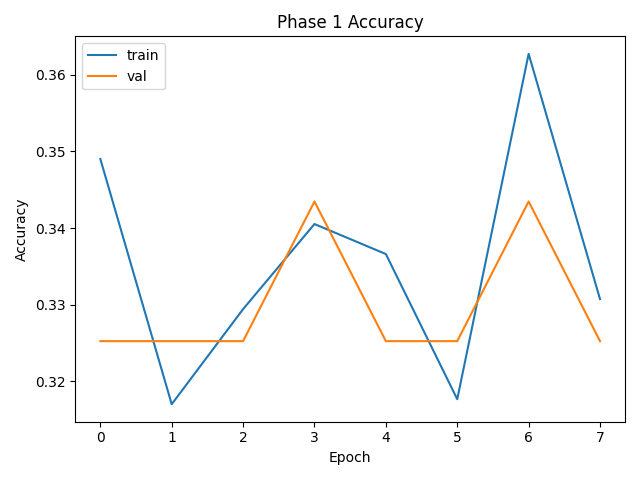 Phase 1 Accuracy
train
val
0.36
0.35
0.34
0.33
0.32
Accuracy
0 1 2 3 4 5 6 7
Epoch